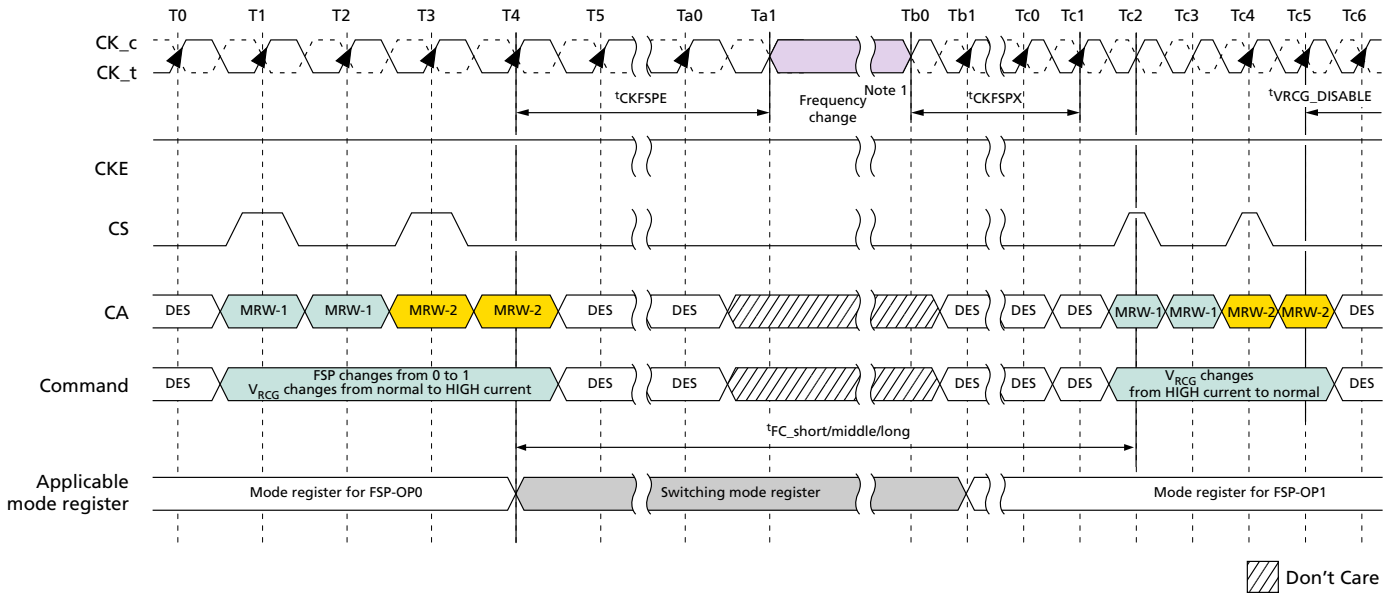 T0 T1 T2 T3 T4 T5 Ta0 Ta1 Tb0 Tb1 Tc0 Tc1 Tc2 Tc3 Tc4 Tc5 Tc6
CK_c
CK_t
tCKFSPE
Frequency
change
Note 1
tCKFSPX
tVRCG_DISABLE
CKE
CS
CA
DES MRW-1 MRW-1 MRW-2 MRW-2 DES DES DES DES DES MRW-1 MRW-1 MRW-2 MRW-2 DES
Command
DES
FSP changes from 0 to 1
VRCG changes from normal to HIGH current
DES DES DES DES DES
VRCG changes
from HIGH current to normal
DES
tFC_short/middle/long
Applicable
mode register
Mode register for FSP-OP0
Switching mode register
Mode register for FSP-OP1
Don't Care